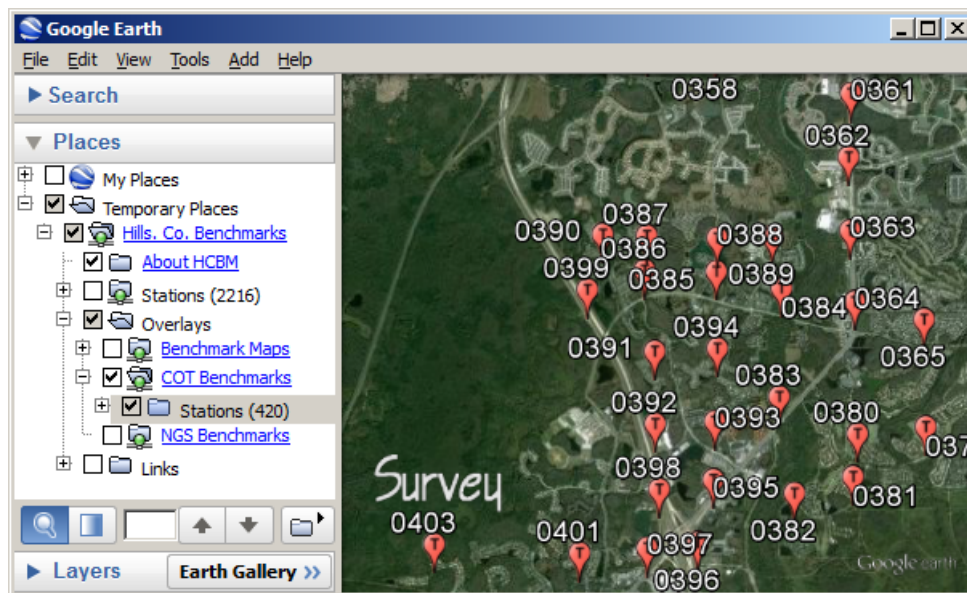 Google Earth
File Edit View Tools Add Help
Search
Places
My Places
Temporary Places
Hills. Co. Benchmarks
About HCBM
Stations (2216)
Overlays
Benchmark Maps
COT Benchmarks
Stations (420)
NGS Benchmarks
Links
Layers
Earth Gallery >>
0358 0361
0362
0387
0390 0388 0363
0386
0399 0385 0389
0384 0364
0394
0391 0365
0383
0392 0393 0380
037
0398
Survey
0395 0381
0403 0401 0382
0397
Google earth
0396